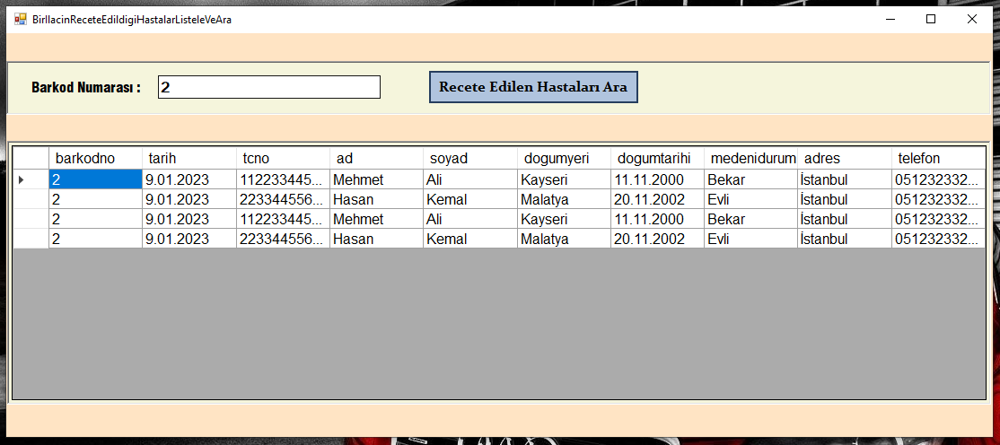 BirIlacinReceteEdildigiHastalarListeleVeAra
Barkod Numarası : 2 Recete Edilen Hastaları Ara
barkodno tarih tcno ad soyad dogumyeri dogumtarihi medenidurum adres telefon
2 9.01.2023 112233445... Mehmet Ali Kayseri 11.11.2000 Bekar İstanbul 051232332...
2 9.01.2023 223344556... Hasan Kemal Malatya 20.11.2002 Evli İstanbul 051232332...
2 9.01.2023 112233445... Mehmet Ali Kayseri 11.11.2000 Bekar İstanbul 051232332...
2 9.01.2023 223344556... Hasan Kemal Malatya 20.11.2002 Evli İstanbul 051232332...